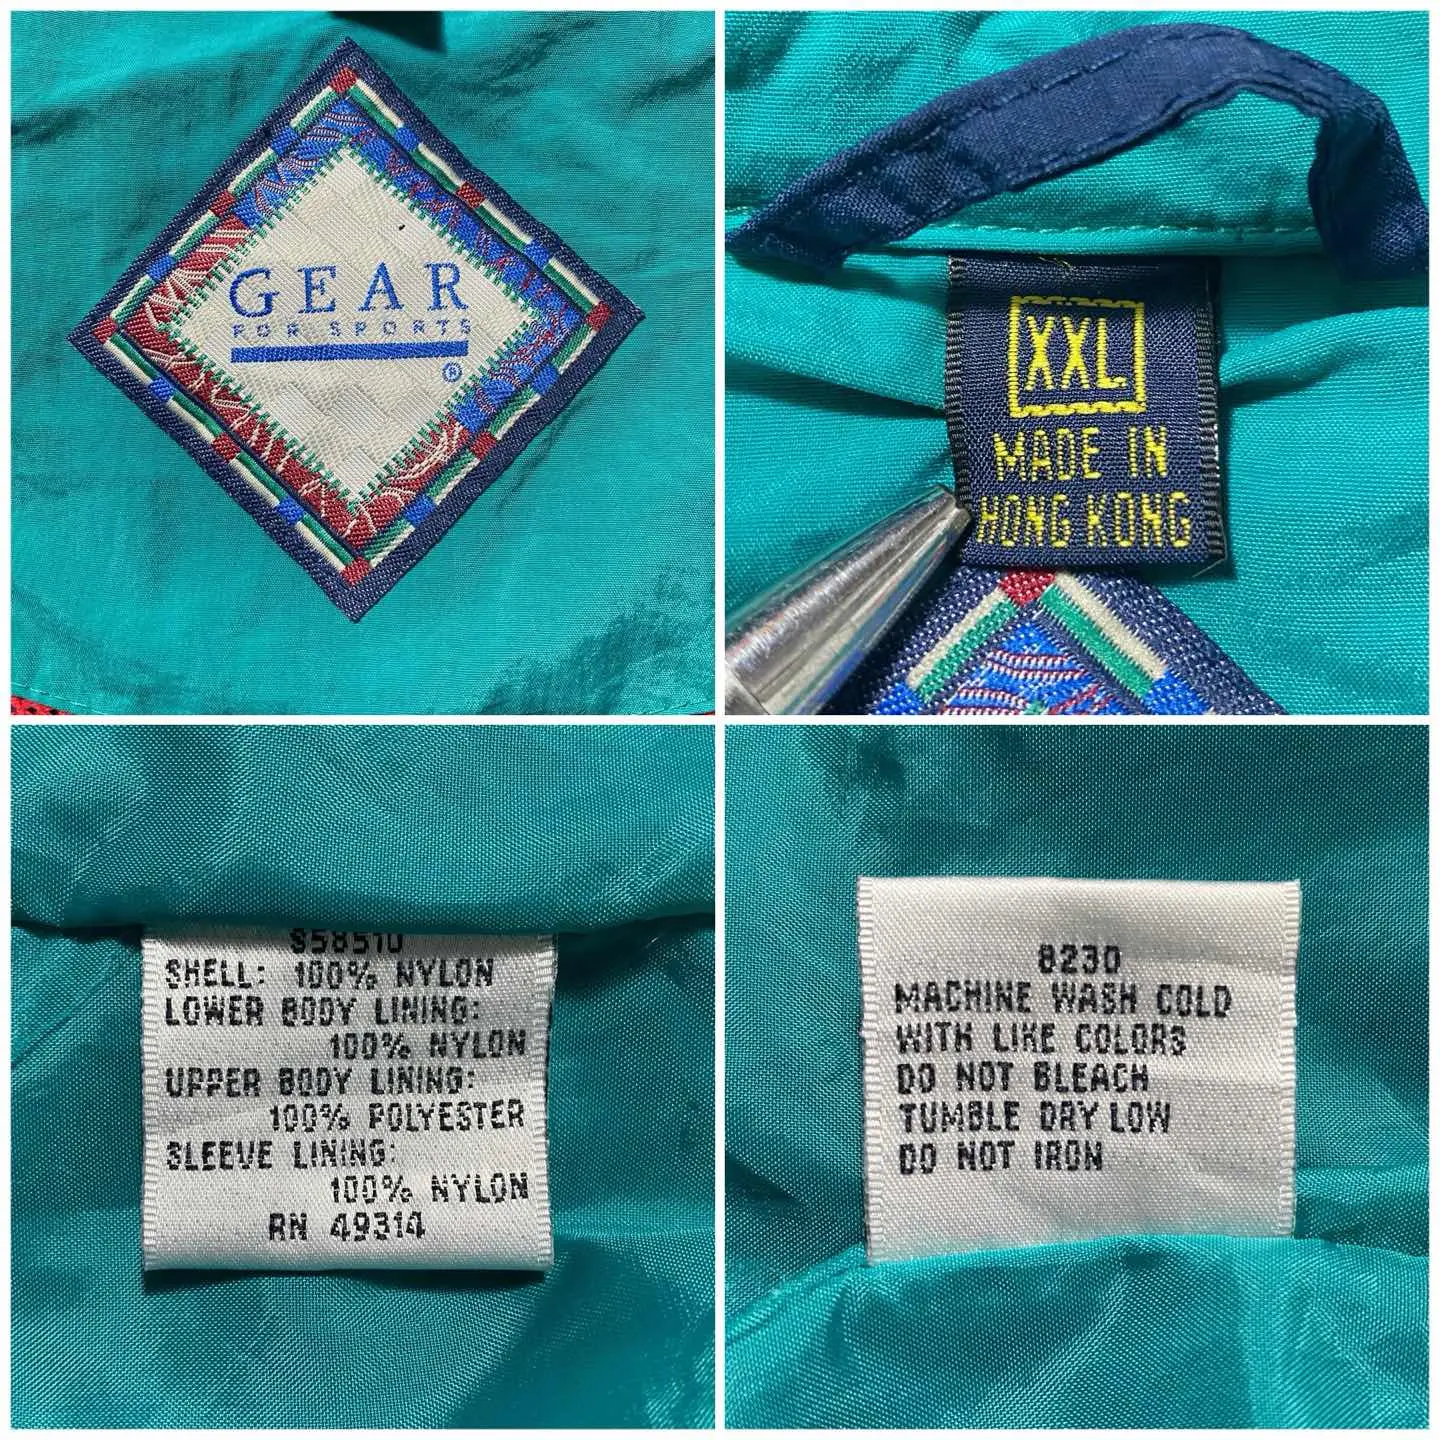 GEAR
FOR SPORTS
®
XXL
MADE IN
HONG KONG
S58510
SHELL: 100% NYLON
LOWER BODY LINING:
100% NYLON
UPPER BODY LINING:
100% POLYESTER
SLEEVE LINING:
100% NYLON
RN 49314
8230
MACHINE WASH COLD
WITH LIKE COLORS
DO NOT BLEACH
TUMBLE DRY LOW
DO NOT IRON